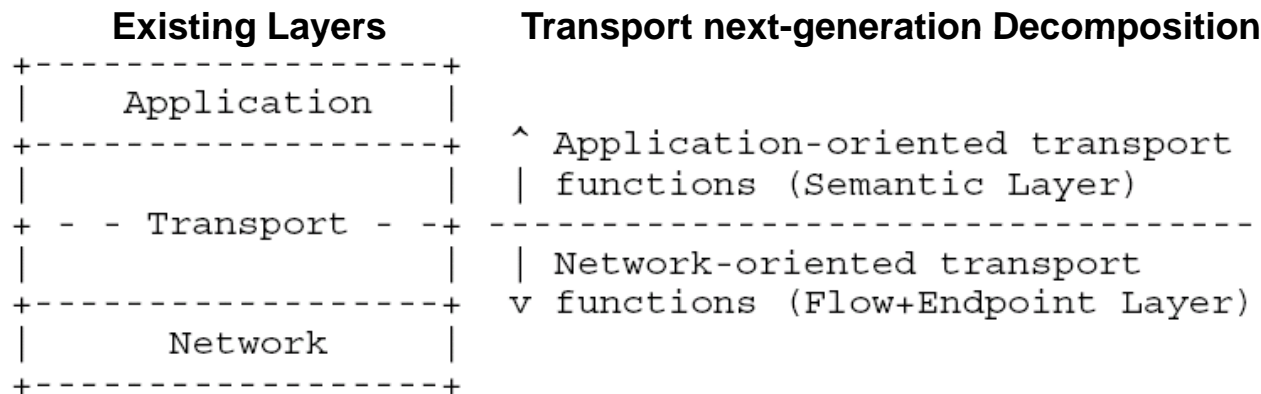 Existing Layers    Transport next-generation Decomposition
+------------------+
|    Application   |
+------------------+  ^ Application-oriented transport
|                  |  | functions (Semantic Layer)
+ - - Transport - -+ ----------------------------------
|                  |  | Network-oriented transport
+------------------+  v functions (Flow+Endpoint Layer)
|      Network     |
+------------------+